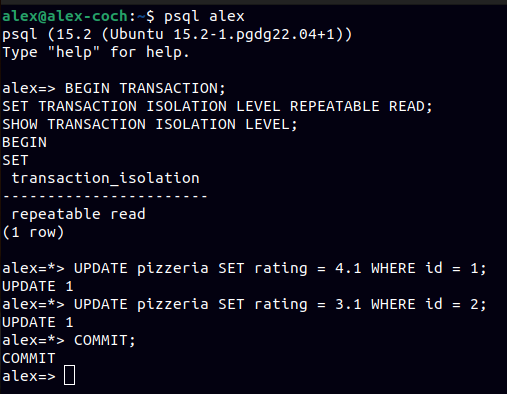 alex@alex-coch:~$ psql alex
psql (15.2 (Ubuntu 15.2-1.pgdg22.04+1))
Type "help" for help.
alex=> BEGIN TRANSACTION;
SET TRANSACTION ISOLATION LEVEL REPEATABLE READ;
SHOW TRANSACTION ISOLATION LEVEL;
BEGIN
SET
transaction_isolation
-----------------------
repeatable read
(1 row)
alex=*> UPDATE pizzeria SET rating = 4.1 WHERE id = 1;
UPDATE 1
alex=*> UPDATE pizzeria SET rating = 3.1 WHERE id = 2;
UPDATE 1
alex=*> COMMIT;
COMMIT
alex=>